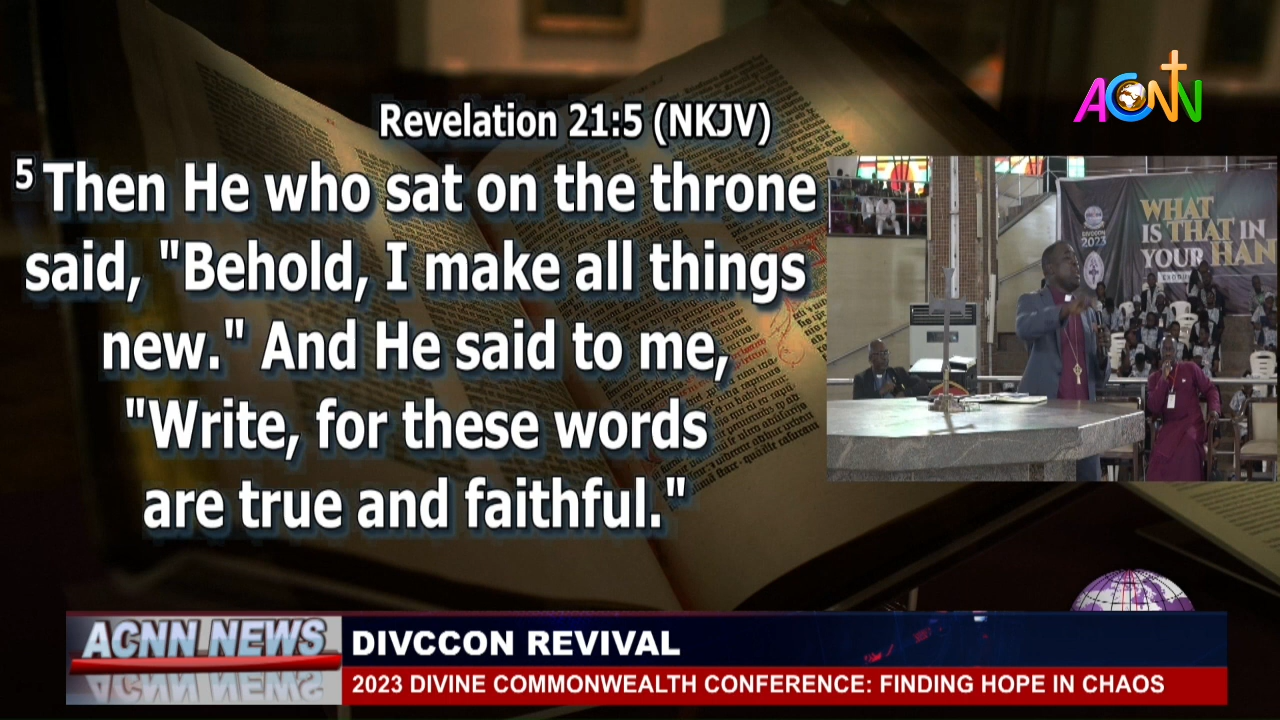 Revelation 21:5 (NKJV)
5 Then He who sat on the throne
said, "Behold, I make all things
new." And He said to me,
"Write, for these words
are true and faithful."
ACNN
DIVCCON
2023
WHAT
IS THAT IN
YOUR HAN
ACNN NEWS
DIVCCON REVIVAL
2023 DIVINE COMMONWEALTH CONFERENCE: FINDING HOPE IN CHAOS